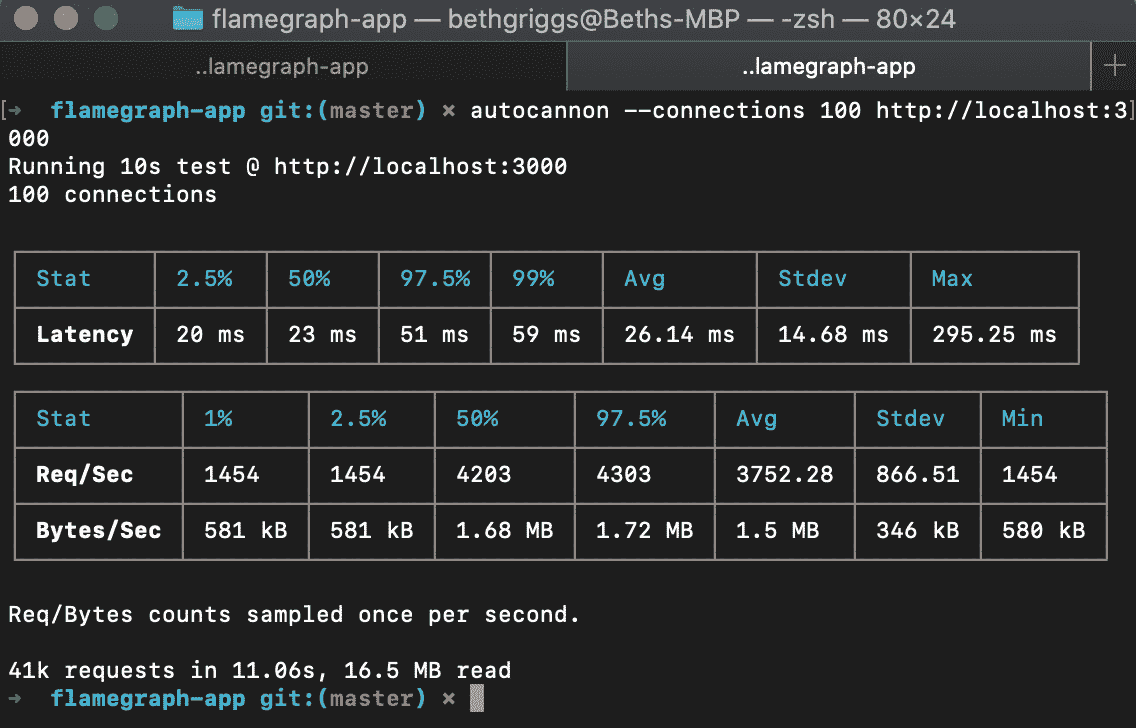 flamegraph-app — bethgriggs@Beths-MBP — -zsh — 80×24
..lamegraph-app ..lamegraph-app +
[➜ flamegraph-app git:(master) ✗ autocannon --connections 100 http://localhost:3]
000
Running 10s test @ http://localhost:3000
100 connections
Stat 2.5% 50% 97.5% 99% Avg Stdev Max
Latency 20 ms 23 ms 51 ms 59 ms 26.14 ms 14.68 ms 295.25 ms
Stat 1% 2.5% 50% 97.5% Avg Stdev Min
Req/Sec 1454 1454 4203 4303 3752.28 866.51 1454
Bytes/Sec 581 kB 581 kB 1.68 MB 1.72 MB 1.5 MB 346 kB 580 kB
Req/Bytes counts sampled once per second.
41k requests in 11.06s, 16.5 MB read
➜ flamegraph-app git:(master) ✗